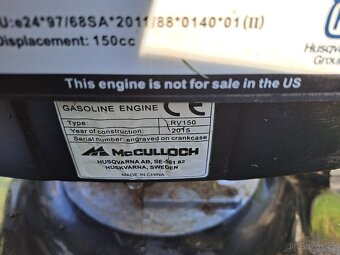 U:e24*97/68SA*2011/88*0140*01(II)
Displacement: 150cc
Husqv
Group
This engine is not for sale in the US
GASOLINE ENGINE CE
Type: RV150
Year of construction: 2015
Serial number: engraved on crankcase
McCULLOCH
HUSQVARNA AB, SE-561 82
HUSKVARNA, SWEDEN
MADE IN CHINA